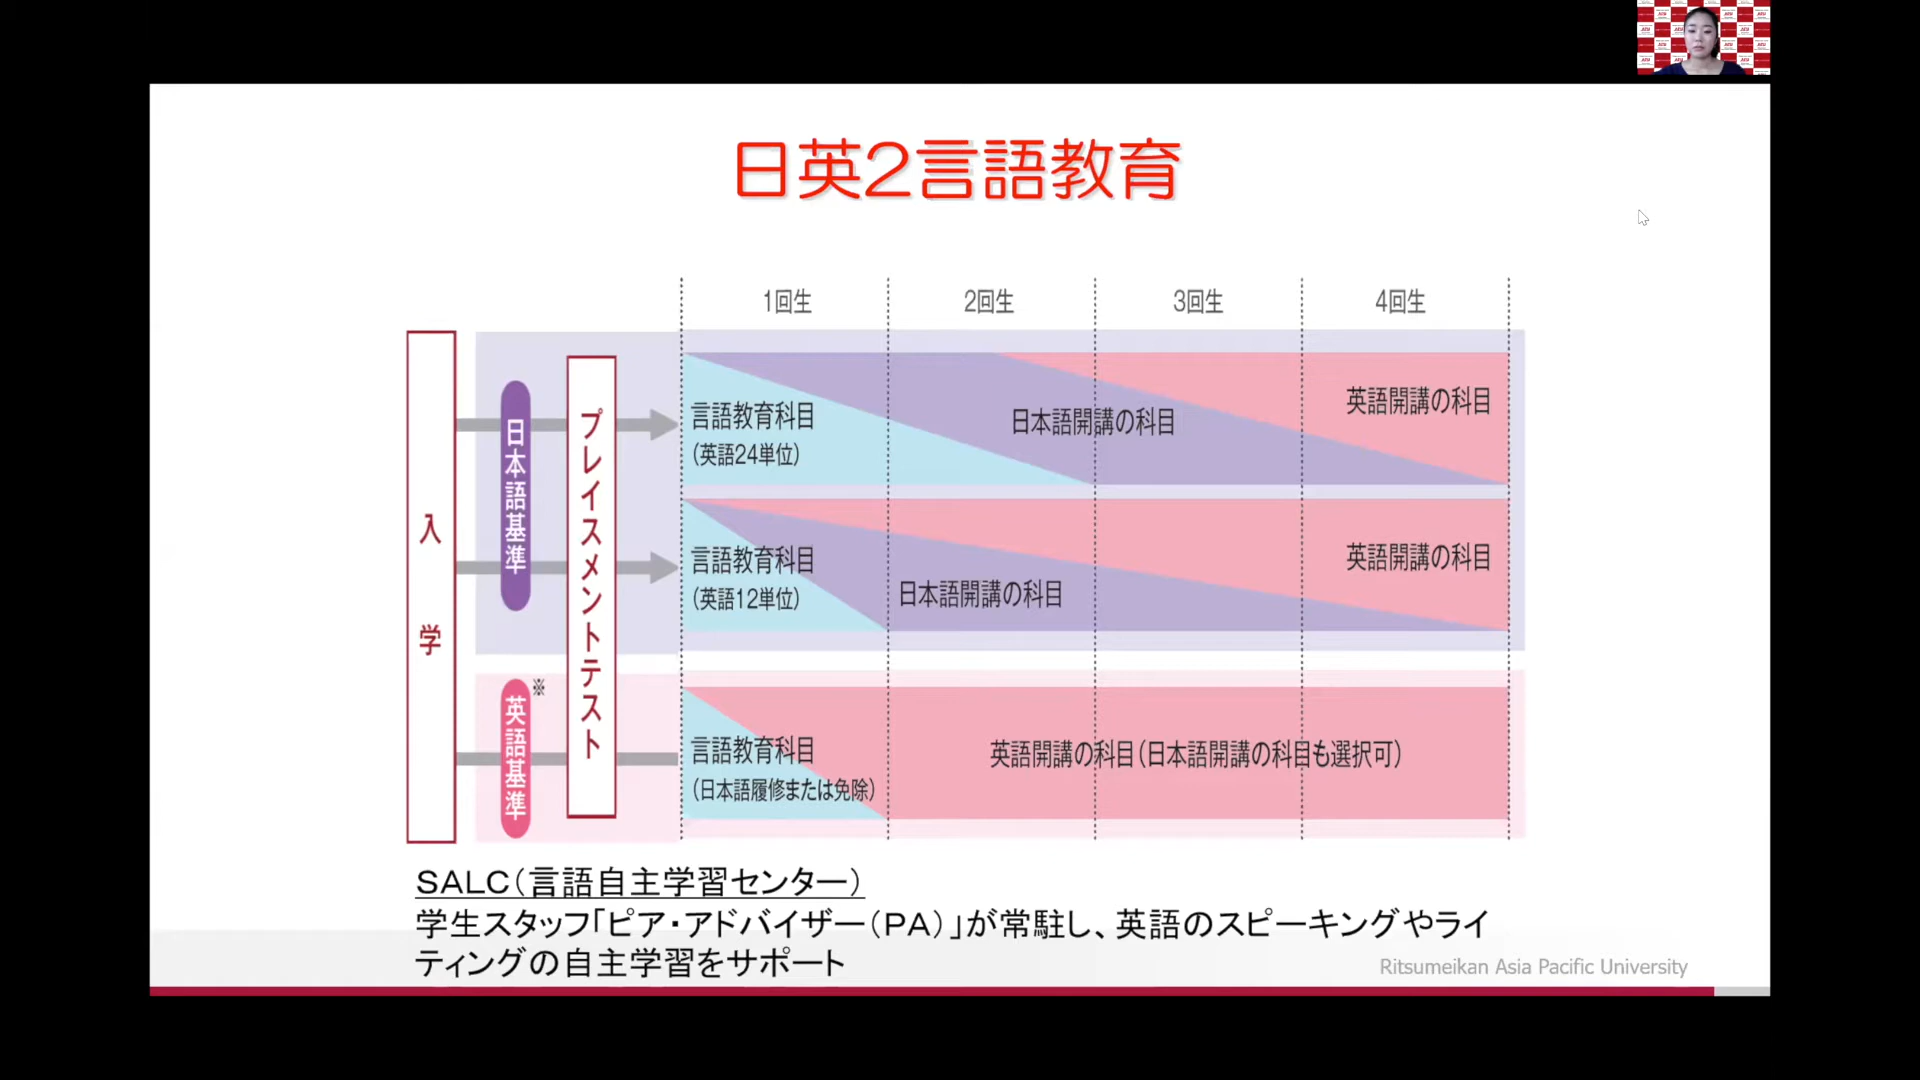 日英2言語教育
1回生 2回生 3回生 4回生
入学
日本語基準
プレイスメントテスト
言語教育科目
(英語24単位)
日本語開講の科目
英語開講の科目
言語教育科目
(英語12単位)
日本語開講の科目
英語開講の科目
英語基準
※
言語教育科目
(日本語履修または免除)
英語開講の科目(日本語開講の科目も選択可)
SALC(言語自主学習センター)
学生スタッフ「ピア・アドバイザー(PA)」が常駐し、英語のスピーキングやライ
ティングの自主学習をサポート
Ritsumeikan Asia Pacific University